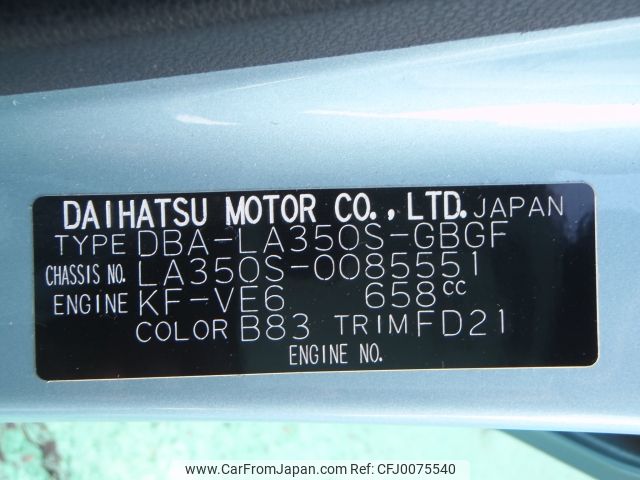 DAIHATSU MOTOR CO., LTD. JAPAN
TYPE DBA-LA350S-GBGF
CHASSIS NO. LA350S-0085551
ENGINE KF-VE6 658cc
COLOR B83 TRIM FD21
ENGINE NO.
www.CarFromJapan.com - CFJ0075540